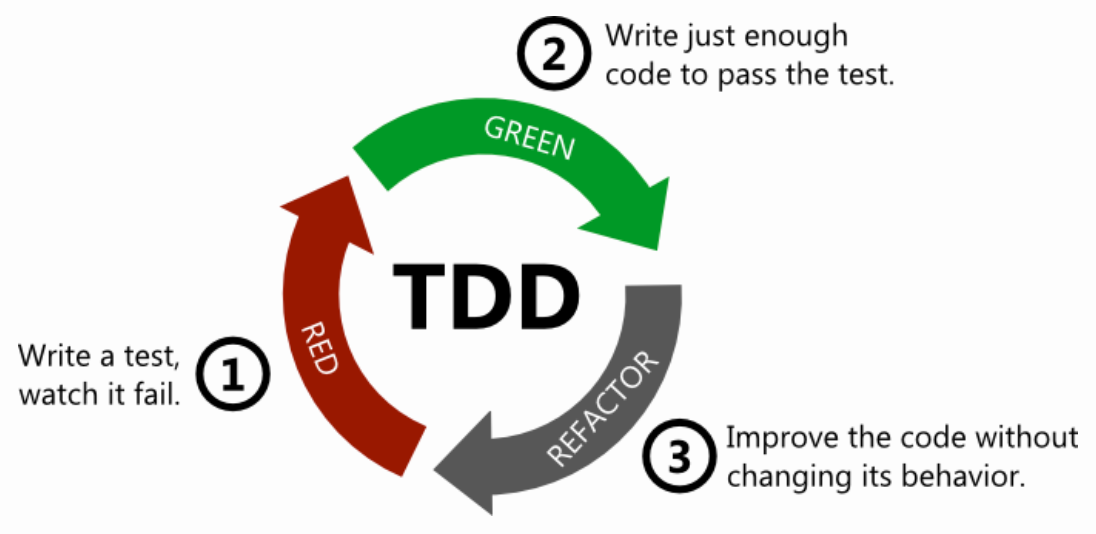 2
Write just enough
code to pass the test.
GREEN
TDD
RED
Write a test,
watch it fail.
1
REFACTOR
3
Improve the code without
changing its behavior.